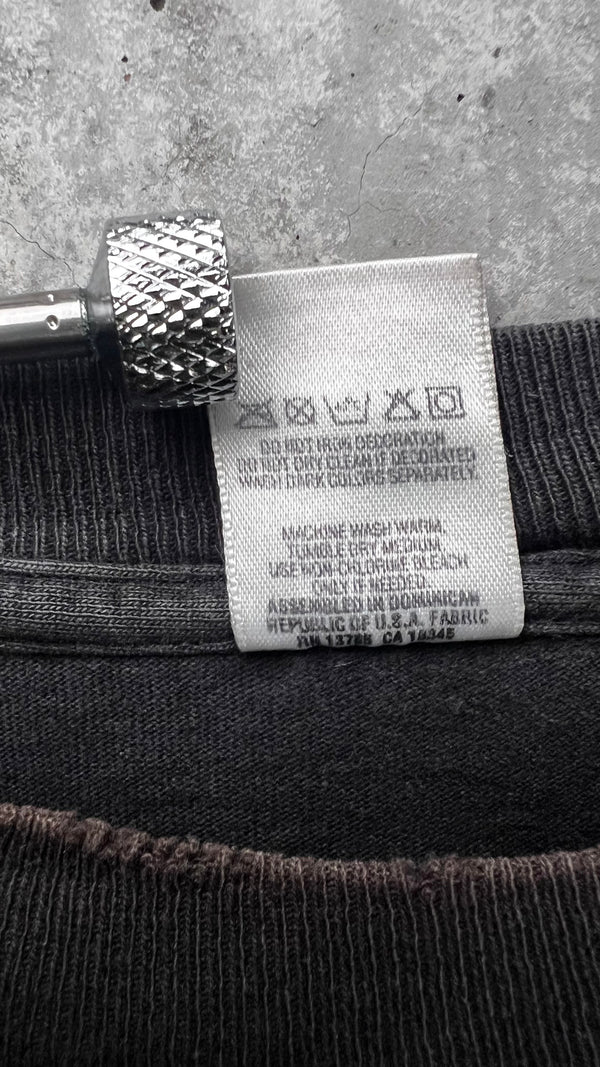 DO NOT IRON DECORATION
DO NOT DRY CLEAN IF DECORATED
WASH DARK COLORS SEPARATELY.
MACHINE WASH WARM,
TUMBLE DRY MEDIUM,
USE NON-CHLORINE BLEACH
ONLY IF NEEDED.
ASSEMBLED IN DOMINICAN
REPUBLIC OF U.S.A. FABRIC
RN 13765 CA 18945